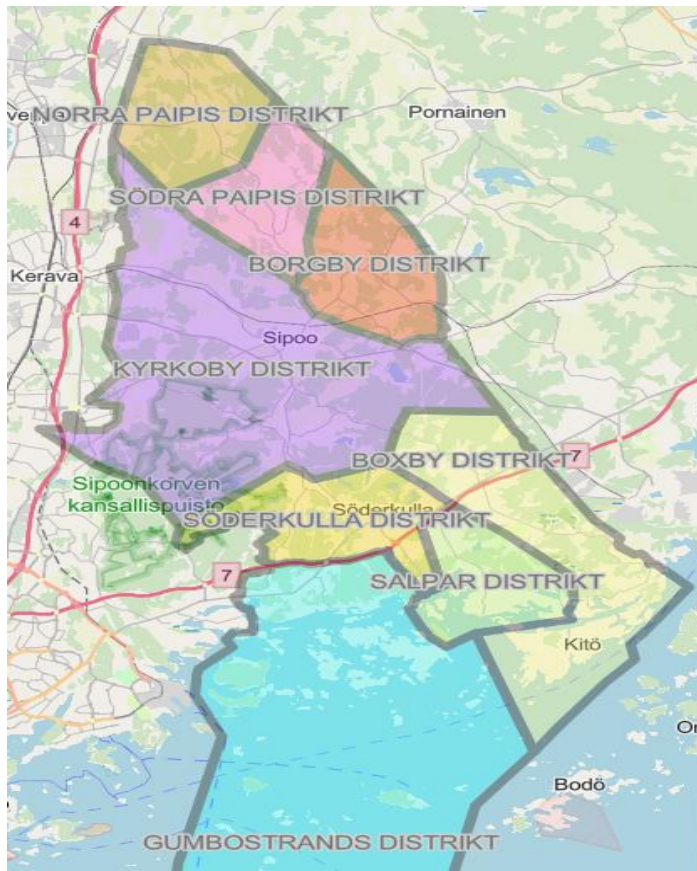 NORRA PAIPIS DISTRIKT
Pornainen
SÖDRA PAIPIS DISTRIKT
4
BORGBY DISTRIKT
Kerava
Sipoo
KYRKOBY DISTRIKT
BOXBY DISTRIKT
7
Sipoonkorven
kansallispuisto
Söderkulla
SÖDERKULLA DISTRIKT
7
SALPAR DISTRIKT
Kitö
Bodö
GUMBOSTRANDS DISTRIKT